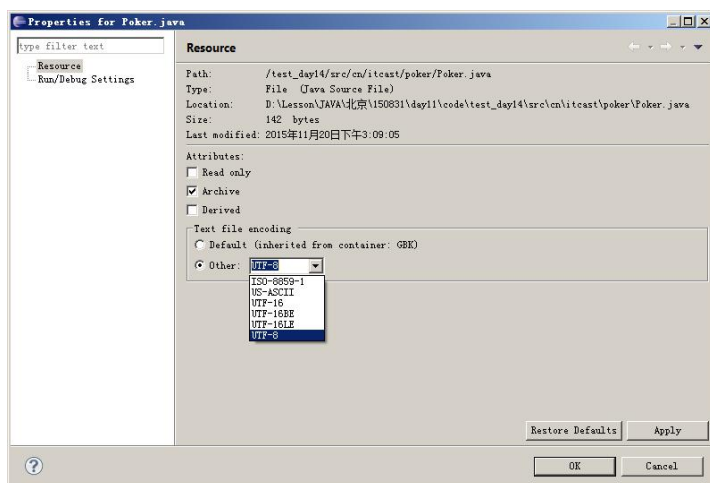 Properties for Poker.java
type filter text
Resource
Run/Debug Settings
Resource
Path: /test_day14/src/cn/itcast/poker/Poker.java
Type: File (Java Source File)
Location: D:\Lesson\JAVA\北京\150831\day11\code\test_day14\src\cn\itcast\poker\Poker.java
Size: 142 bytes
Last modified: 2015年11月20日下午3:09:05
Attributes:
Read only
Archive
Derived
Text file encoding
Default (inherited from container: GBK)
Other: UTF-8
ISO-8859-1
US-ASCII
UTF-16
UTF-16BE
UTF-16LE
UTF-8
Restore Defaults Apply
OK Cancel